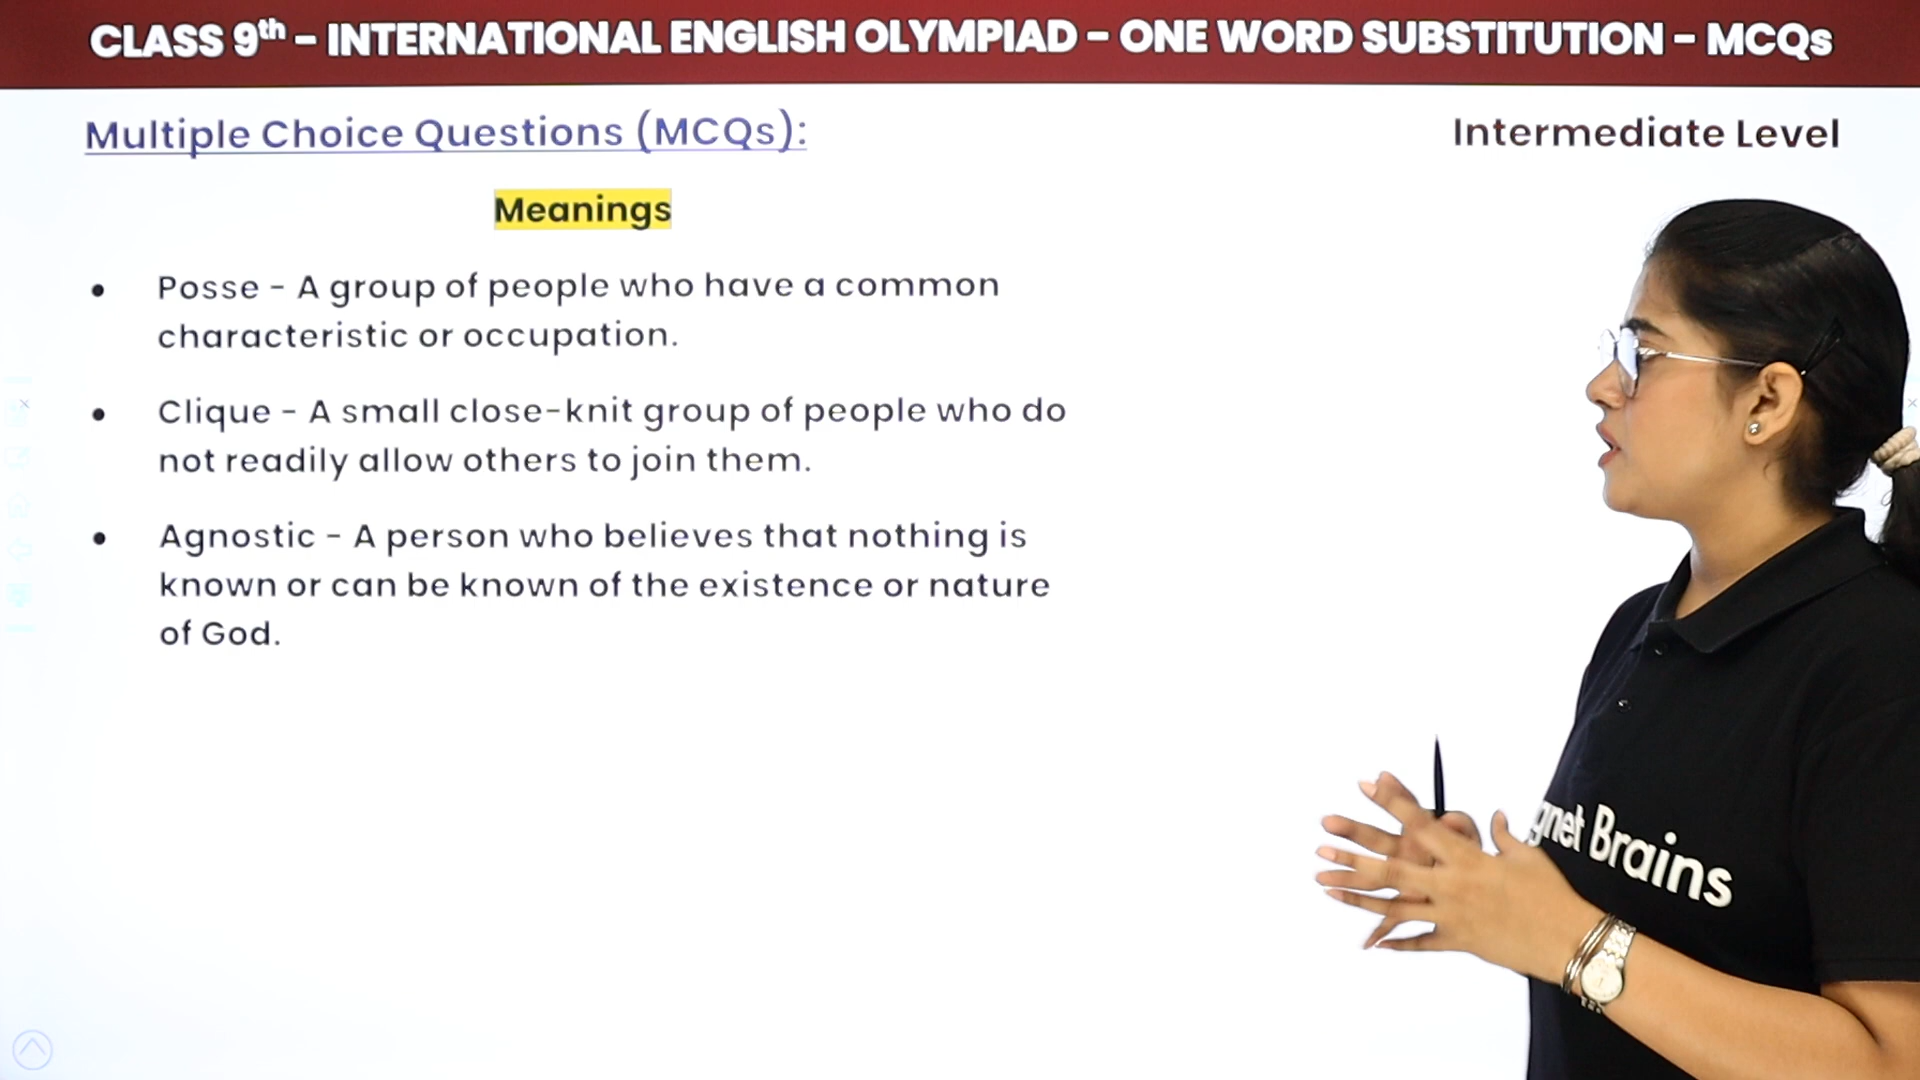 CLASS 9th – INTERNATIONAL ENGLISH OLYMPIAD – ONE WORD SUBSTITUTION – MCQs
Multiple Choice Questions (MCQs):
Intermediate Level
Meanings
• Posse - A group of people who have a common
characteristic or occupation.
• Clique - A small close-knit group of people who do
not readily allow others to join them.
• Agnostic - A person who believes that nothing is
known or can be known of the existence or nature
of God.
gnet Brains